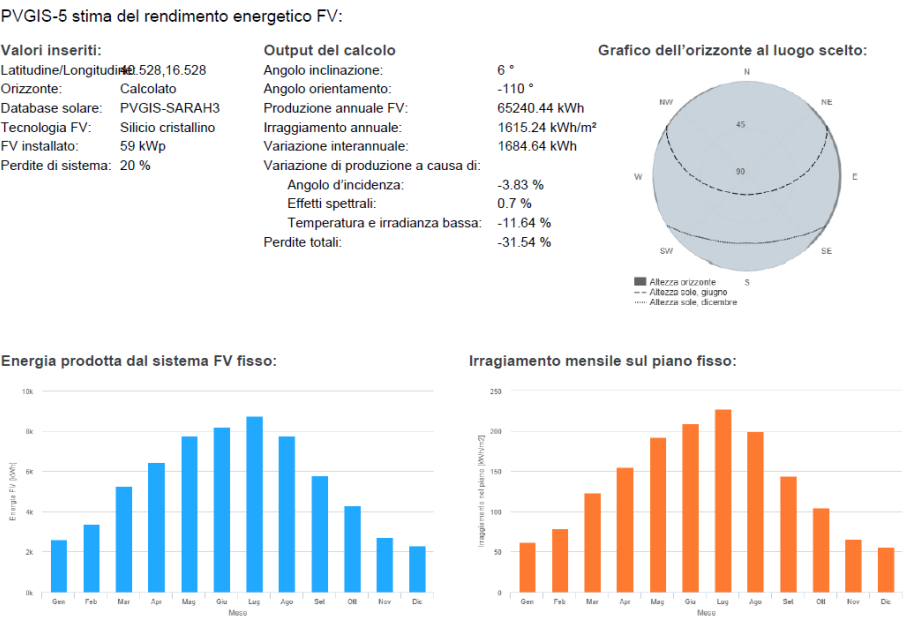 PVGIS-5 stima del rendimento energetico FV:
Valori inseriti:
Latitudine/Longitudine: 40.528,16.528
Orizzonte: Calcolato
Database solare: PVGIS-SARAH3
Tecnologia FV: Silicio cristallino
FV installato: 59 kWp
Perdite di sistema: 20 %
Output del calcolo
Angolo inclinazione: 6 °
Angolo orientamento: -110 °
Produzione annuale FV: 65240.44 kWh
Irraggiamento annuale: 1615.24 kWh/m²
Variazione interannuale: 1684.64 kWh
Variazione di produzione a causa di:
Angolo d'incidenza: -3.83 %
Effetti spettrali: 0.7 %
Temperatura e irradianza bassa: -11.64 %
Perdite totali: -31.54 %
Grafico dell'orizzonte al luogo scelto:
N
NW NE
45
W 90 E
SW SE
S
Altezza orizzonte
Altezza sole, giugno
Altezza sole, dicembre
Energia prodotta dal sistema FV fisso:
10k
8k
6k
4k
2k
0k
Energia FV [kWh]
Gen Feb Mar Apr Mag Giu Lug Ago Set Ott Nov Dic
Mese
Irragiamento mensile sul piano fisso:
250
200
150
100
50
0
Irraggiamento nel piano [kWh/m2]
Gen Feb Mar Apr Mag Giu Lug Ago Set Ott Nov Dic
Mese